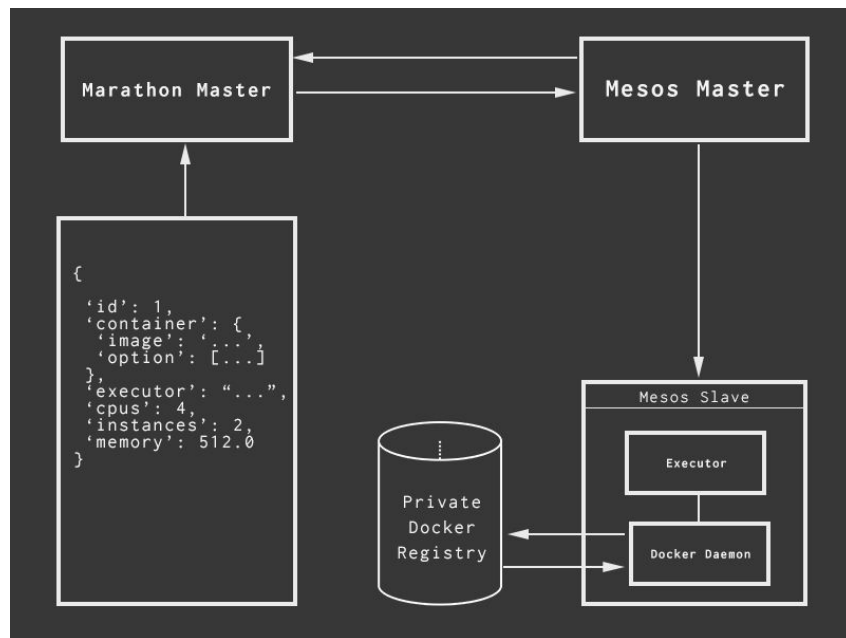 Marathon Master
Mesos Master
{
‘id’: 1,
‘container’: {
‘image’: ‘...’,
‘option’: [...]
},
‘executor’: “...”,
‘cpus’: 4,
‘instances’: 2,
‘memory’: 512.0
}
Mesos Slave
Executor
Docker Daemon
Private
Docker
Registry